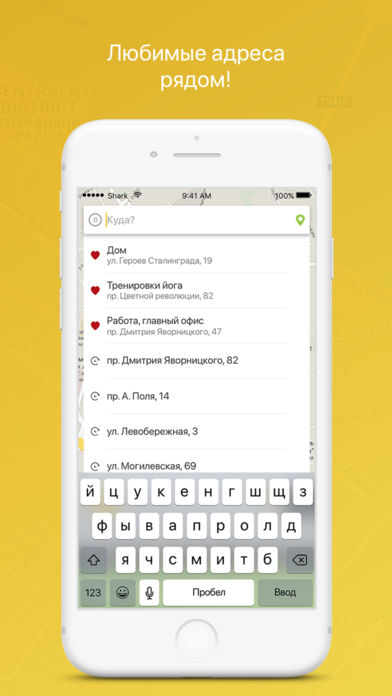 Любимые адреса
рядом!
CENTRALNYI
DISTRICT
ЦЕНТРАЛЬНИЙ
РАЙОН
T0410
Shark 9:41 AM 100%
D Куда?
Дом
ул. Героев Сталинграда, 19
Тренировки йога
пр. Цветной революции, 82
Работа, главный офис
пр. Дмитрия Яворницкого, 47
пр. Дмитрия Яворницкого, 82
пр. А. Поля, 14
ул. Левобережная, 3
ул. Могилевская, 69
й ц у к е н г ш щ з
ф ы в а п р о л д
я ч с м и т б
123 Пробел Ввод